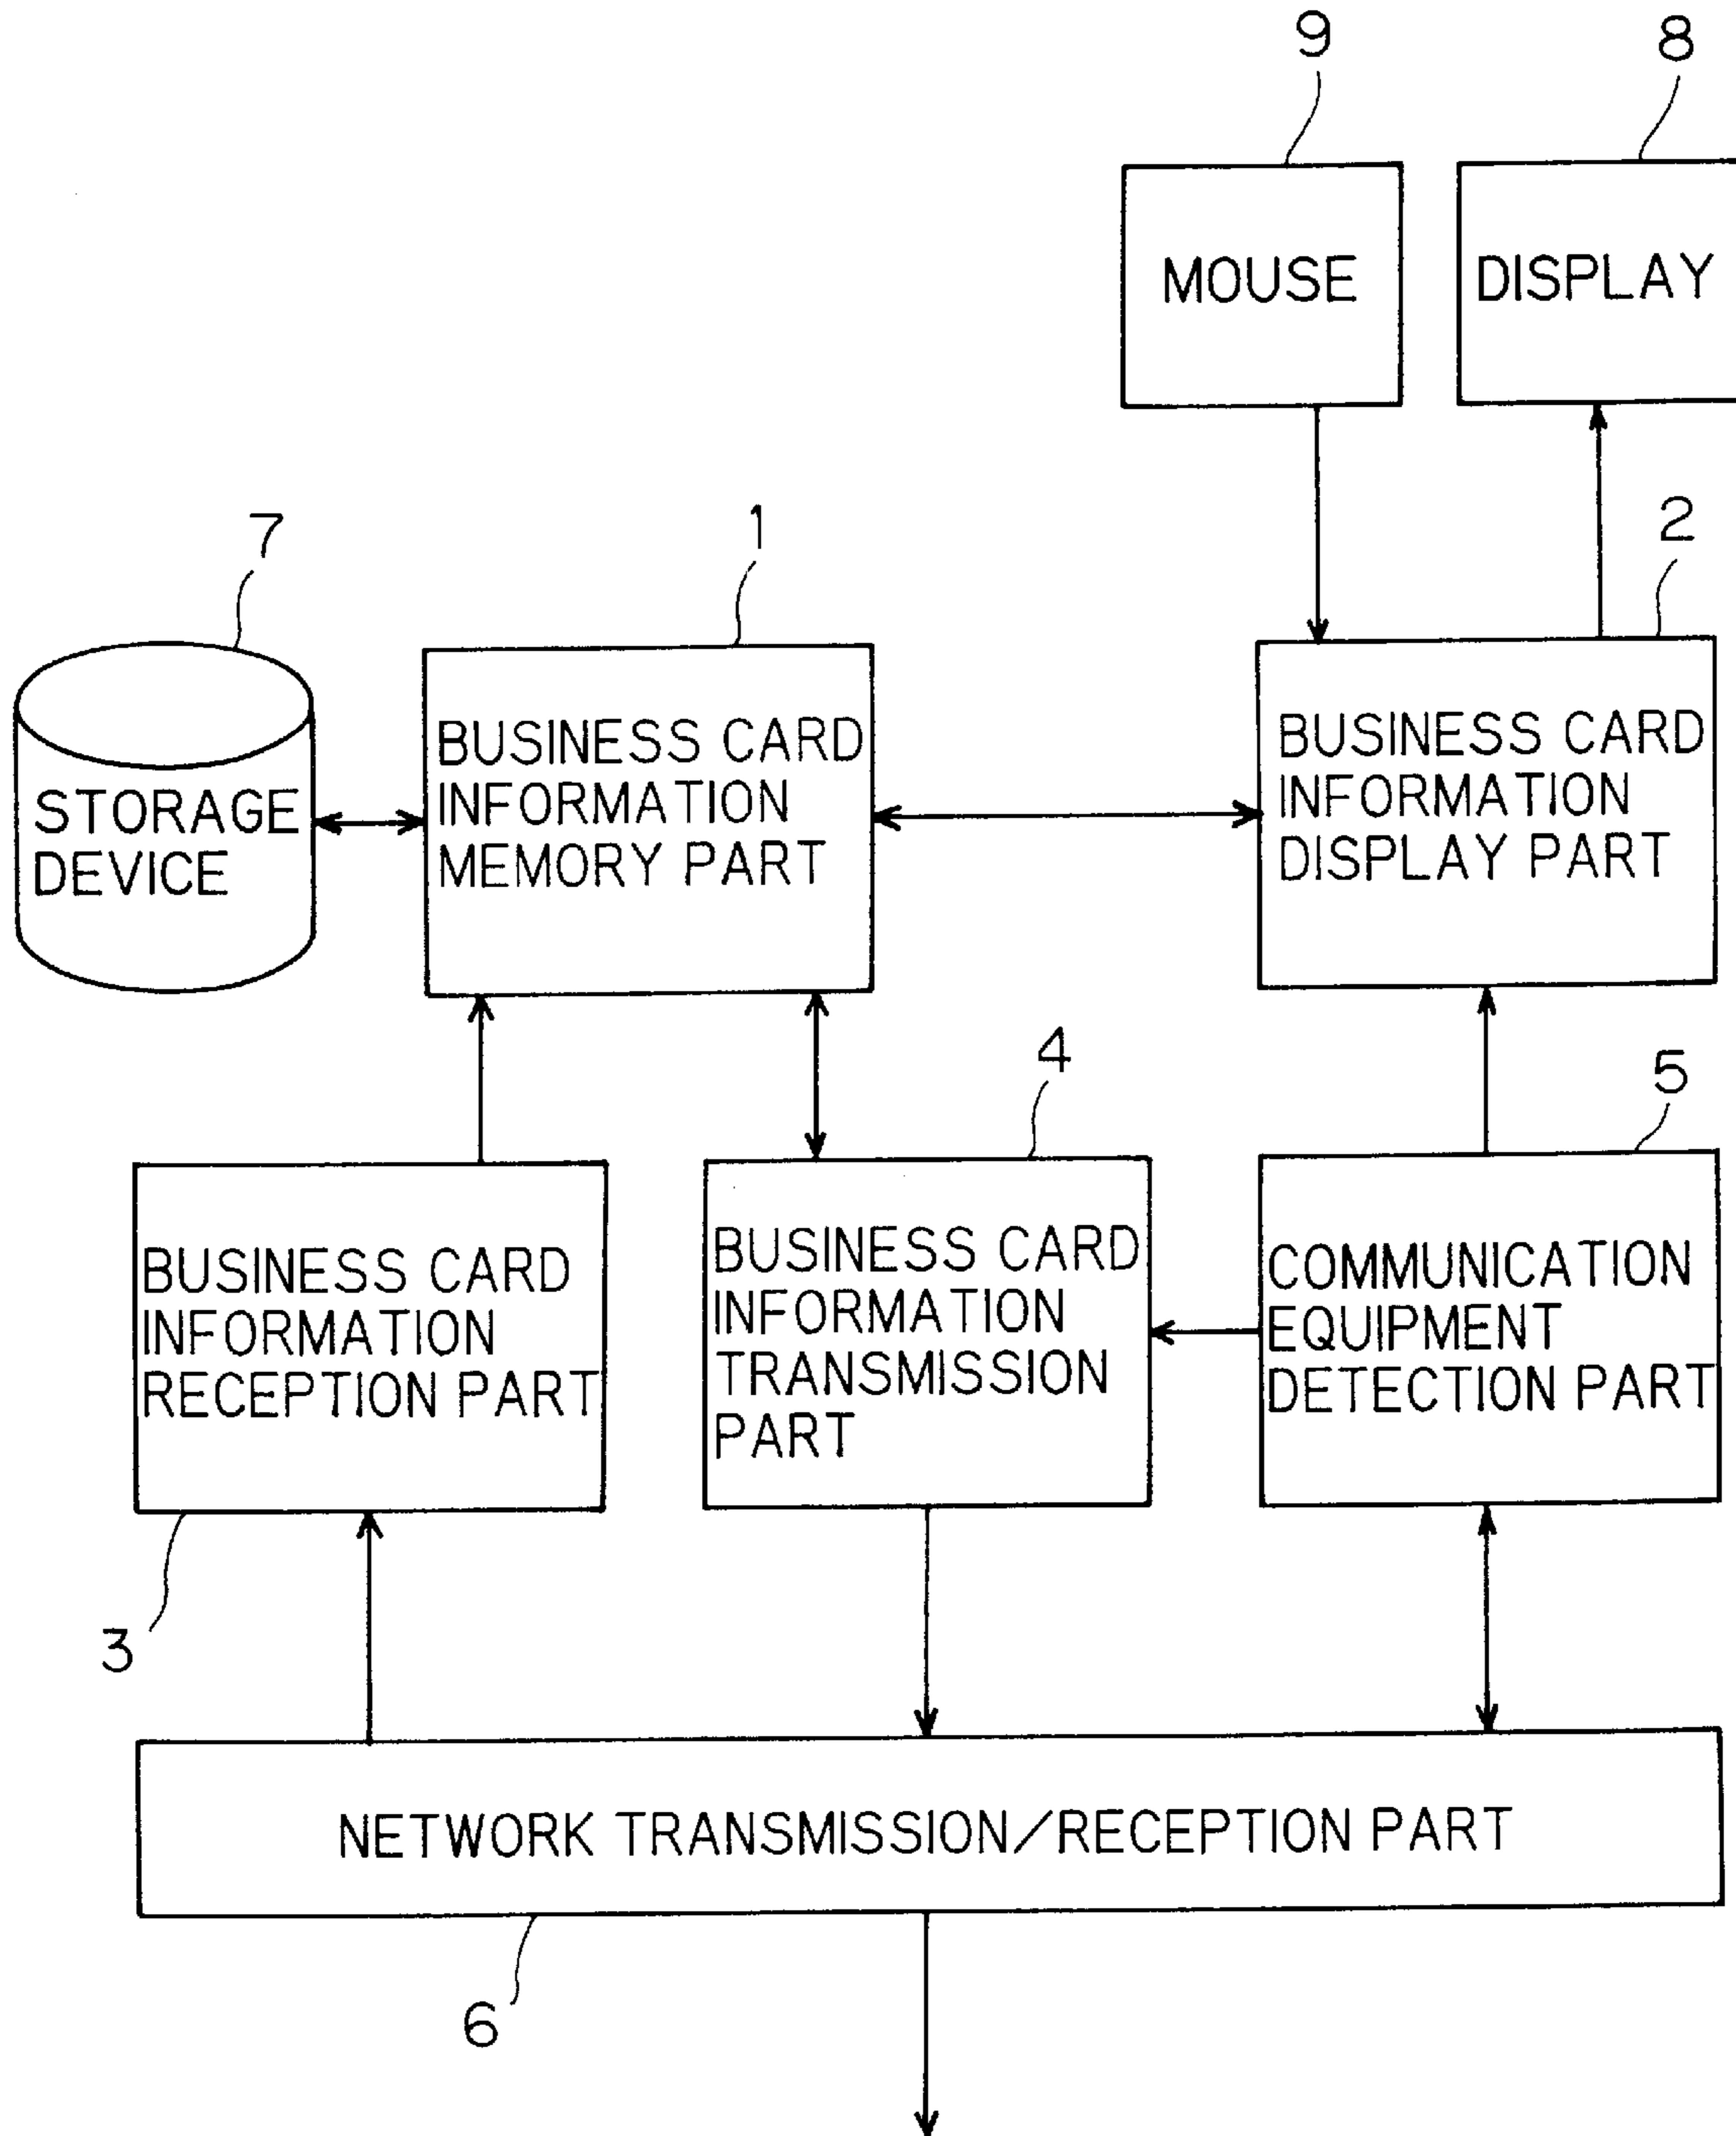 9
8
MOUSE
DISPLAY
7
1
2
STORAGE
DEVICE
BUSINESS CARD
INFORMATION
MEMORY PART
BUSINESS CARD
INFORMATION
DISPLAY PART
4
5
BUSINESS CARD
INFORMATION
RECEPTION PART
BUSINESS CARD
INFORMATION
TRANSMISSION
PART
COMMUNICATION
EQUIPMENT
DETECTION PART
3
NETWORK TRANSMISSION/RECEPTION PART
6